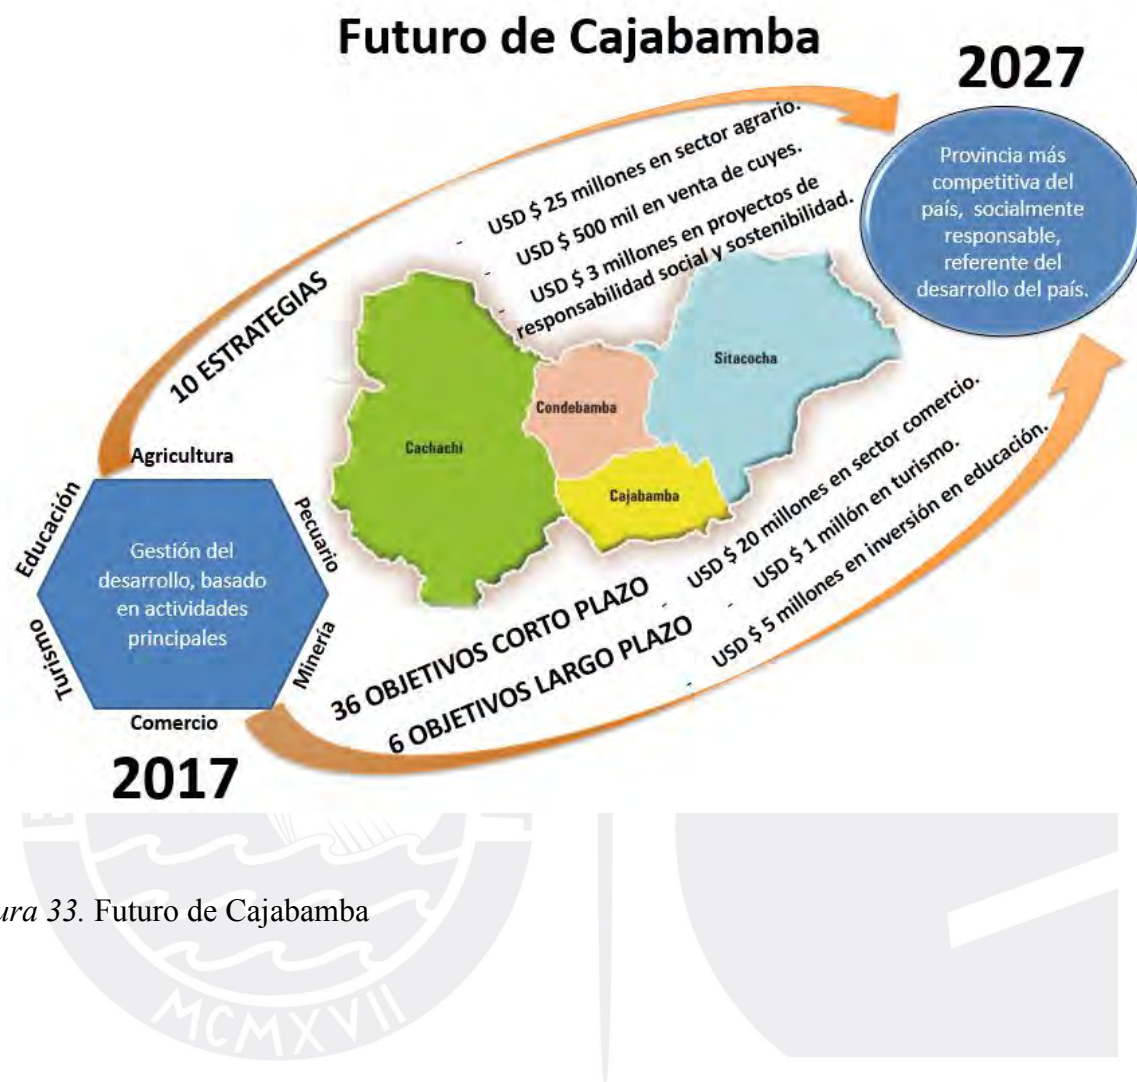 Futuro de Cajabamba
2027
Provincia más
competitiva del
país, socialmente
responsable,
referente del
desarrollo del país.
- USD $ 25 millones en sector agrario.
- USD $ 500 mil en venta de cuyes.
- USD $ 3 millones en proyectos de
responsabilidad social y sostenibilidad.
10 ESTRATEGIAS
Cachachi
Condebamba
Sitacocha
Cajabamba
Agricultura
Educación
Pecuario
Gestión del
desarrollo, basado
en actividades
principales
Turismo
Minería
Comercio
2017
36 OBJETIVOS CORTO PLAZO
6 OBJETIVOS LARGO PLAZO
- USD $ 20 millones en sector comercio.
- USD $ 1 millón en turismo.
- USD $ 5 millones en inversión en educación.
ura 33. Futuro de Cajabamba
MCMXVII